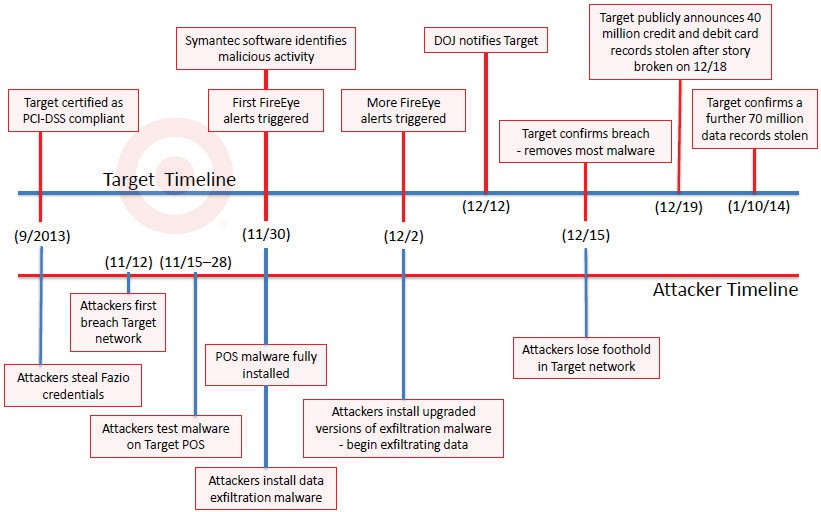 Target publicly announces 40
million credit and debit card
records stolen after story
broken on 12/18
Symantec software identifies
malicious activity
DOJ notifies Target
Target certified as
PCI-DSS compliant
First FireEye
alerts triggered
More FireEye
alerts triggered
Target confirms a
further 70 million
data records stolen
Target confirms breach
- removes most malware
Target Timeline
(12/12)
(12/19)
(1/10/14)
(9/2013)
(11/30)
(12/2)
(12/15)
(11/12)
(11/15–28)
Attacker Timeline
Attackers first
breach Target
network
Attackers steal Fazio
credentials
POS malware fully
installed
Attackers lose foothold
in Target network
Attackers test malware
on Target POS
Attackers install upgraded
versions of exfiltration malware
- begin exfiltrating data
Attackers install data
exfiltration malware